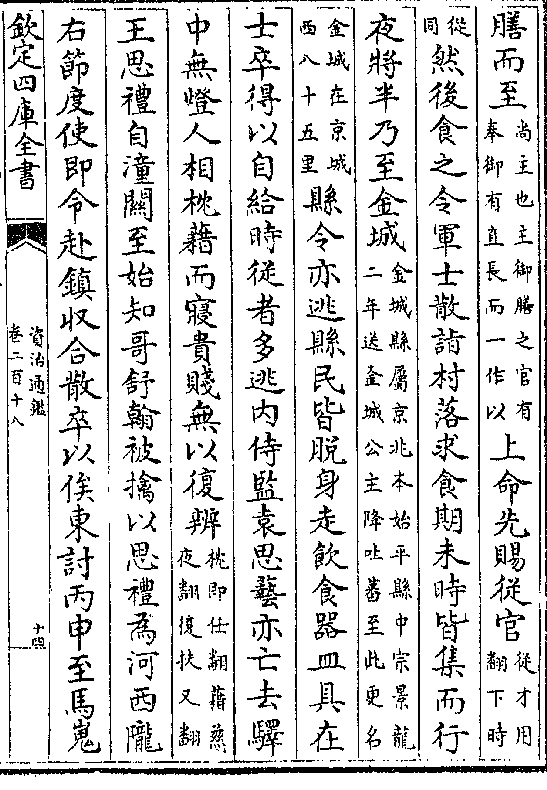 膳而至尚主也主御膳之官有奉御有直長而一作以上命先賜從官從才用翻下時
從同然後食之令軍士散詣村落求食期未時皆集而行
夜將半乃至金城金城縣屬京兆本始平縣中宗景龍二年送金城公主降吐蕃至此更名
金城在京城西八十五里縣令亦逃縣民皆脫身走飲食器皿具在
士卒得以自給時從者多逃内侍監袁思藝亦亡去驛
中無燈人相枕藉而寢貴賤無以復辨枕即仕翻藉慈夜翻復扶又翻
王思禮自潼關至始知哥舒翰被擒以思禮為河西隴
右節度使即令赴鎮收合散卒以俟東討丙申至馬嵬
欽定四庫全書
資治通鑑
卷二百十八